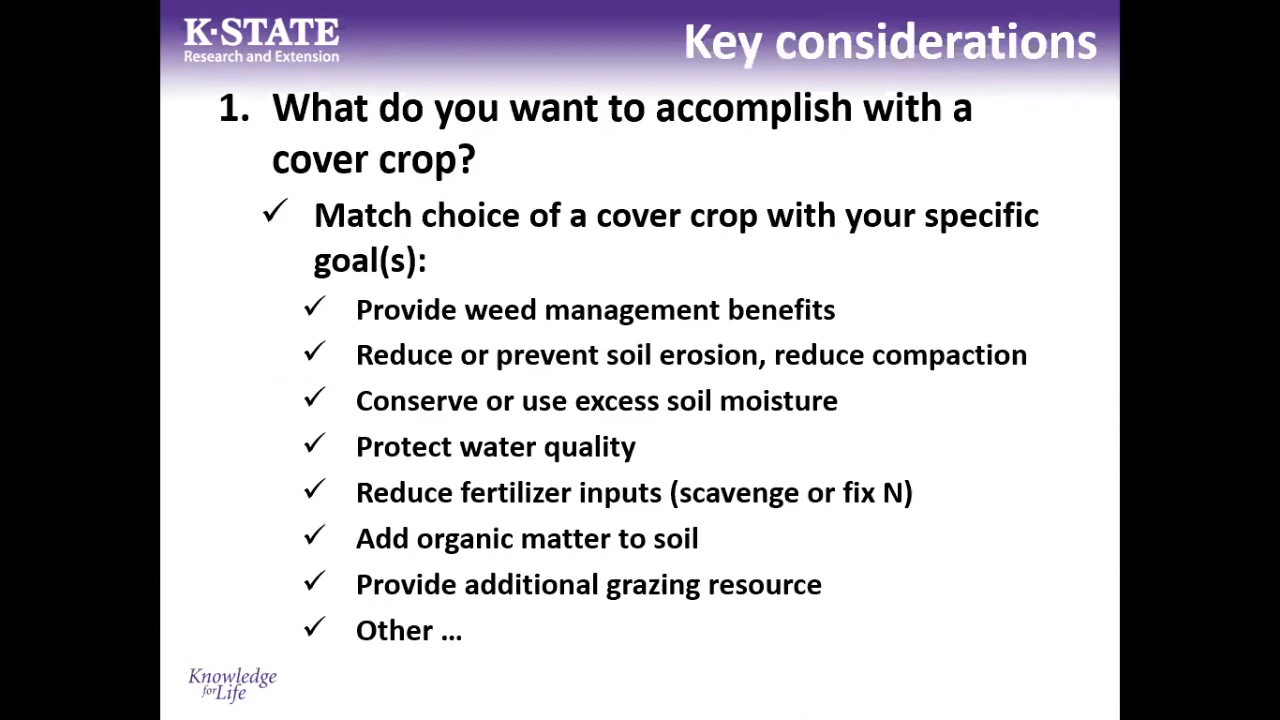 K-STATE
Research and Extension
Key considerations
1. What do you want to accomplish with a
cover crop?
✓ Match choice of a cover crop with your specific
goal(s):
✓ Provide weed management benefits
✓ Reduce or prevent soil erosion, reduce compaction
✓ Conserve or use excess soil moisture
✓ Protect water quality
✓ Reduce fertilizer inputs (scavenge or fix N)
✓ Add organic matter to soil
✓ Provide additional grazing resource
✓ Other ...
Knowledge
for Life